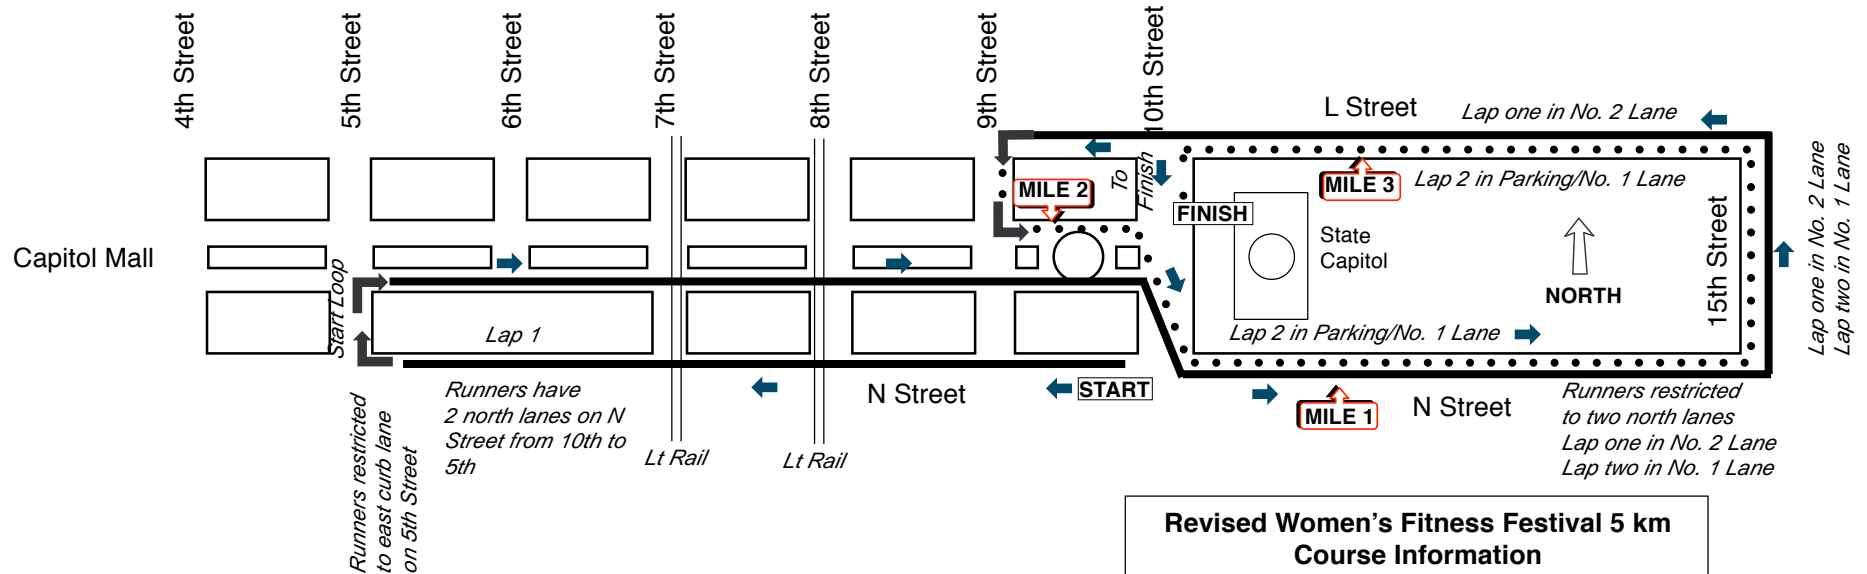 4th Street
5th Street
6th Street
7th Street
8th Street
9th Street
10th Street
L Street
Lap one in No. 2 Lane
To
Finish
MILE 2
MILE 3
Lap 2 in Parking/No. 1 Lane
FINISH
State
Capitol
NORTH
15th Street
Lap one in No. 2 Lane
Lap two in No. 1 Lane
Capitol Mall
Start Loop
Lap 1
Lap 2 in Parking/No. 1 Lane
Runners have
2 north lanes on N
Street from 10th to
5th
Lt Rail
Lt Rail
N Street
START
MILE 1
N Street
Runners restricted
to two north lanes
Lap one in No. 2 Lane
Lap two in No. 1 Lane
Runners restricted
to east curb lane
on 5th Street
Revised Women's Fitness Festival 5 km
Course Information